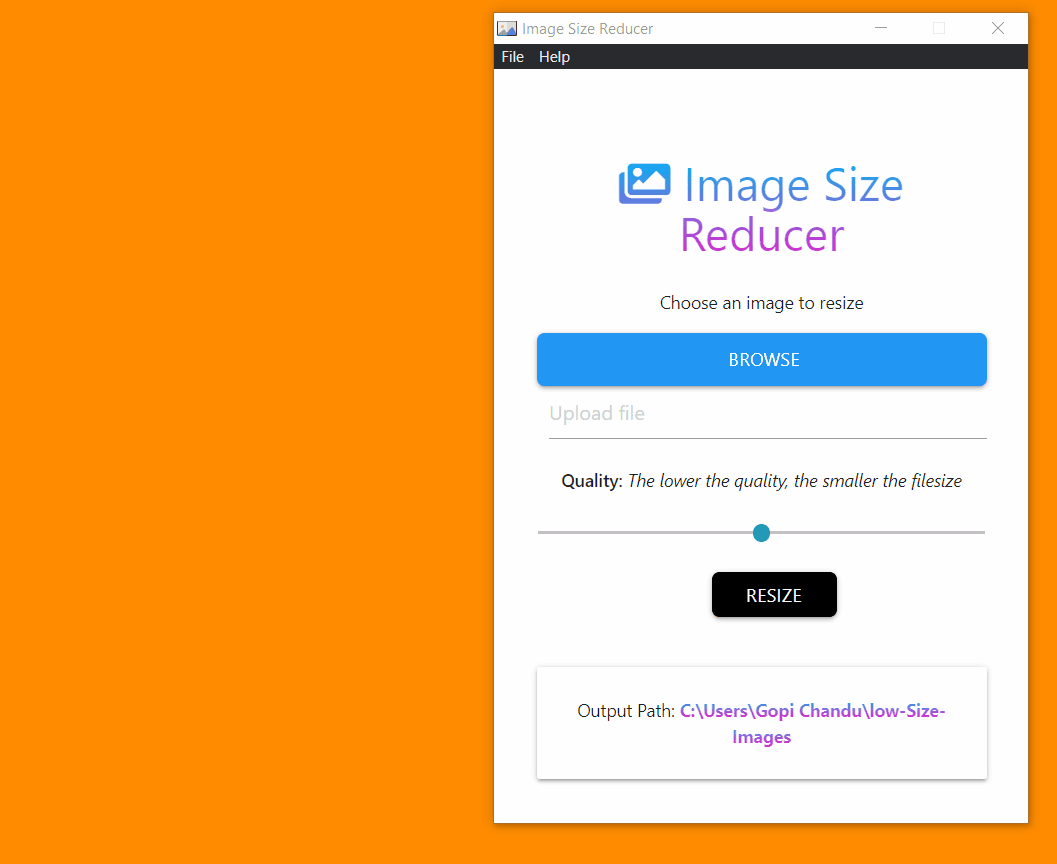 Image Size Reducer
File Help
Image Size
Reducer
Choose an image to resize
BROWSE
Upload file
Quality: The lower the quality, the smaller the filesize
RESIZE
Output Path: C:\Users\Gopi Chandu\low-Size-
Images